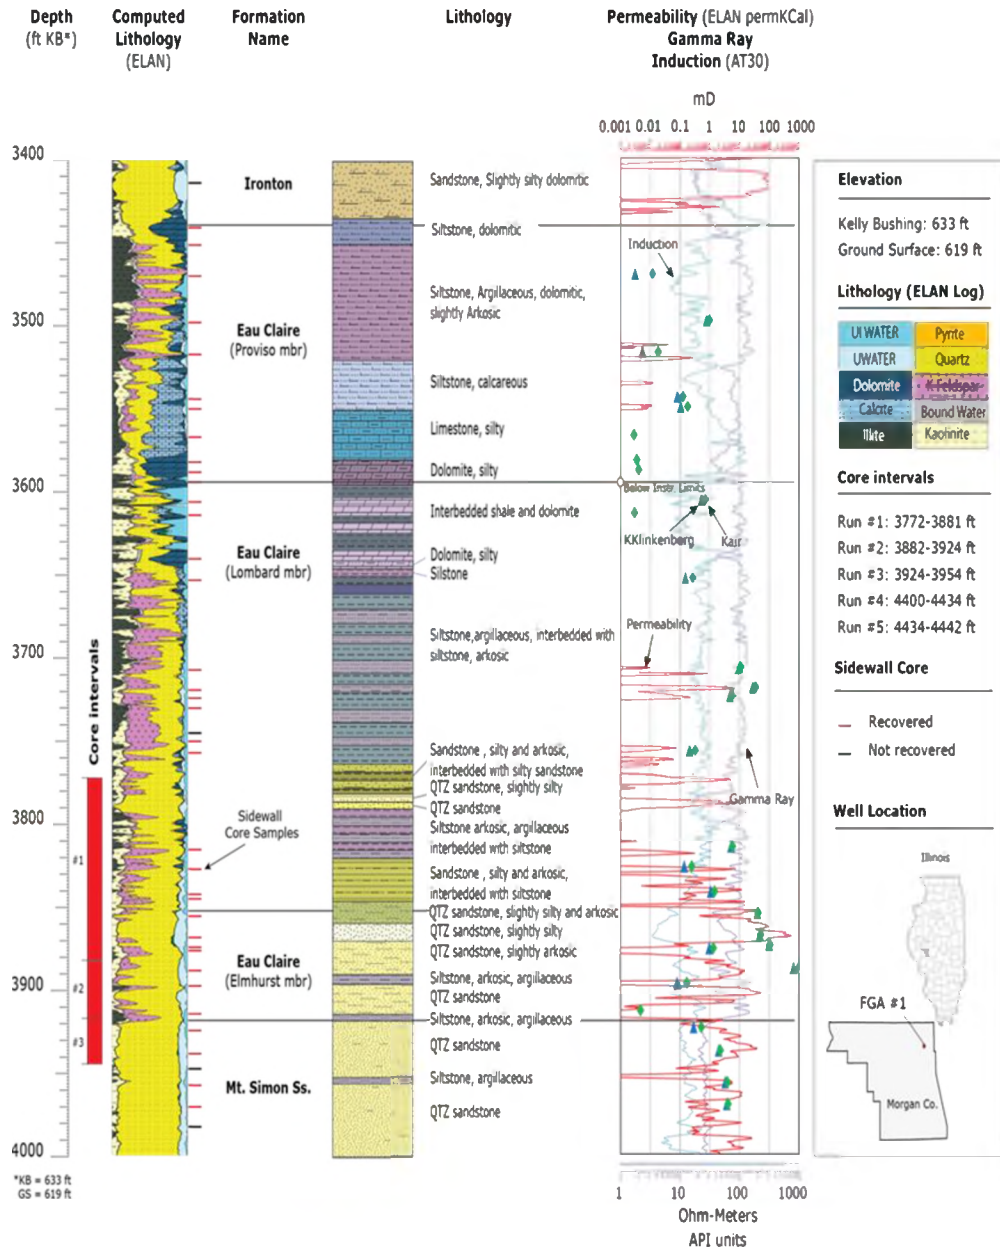 Depth
(ft KB*)
Computed
Lithology
(ELAN)
Formation
Name
Lithology
Permeability (ELAN permKCal)
Gamma Ray
Induction (AT30)
mD
0.001 0.01 0.1 1 10 100 1000
3400
3500
3600
3700
3800
3900
4000
Core intervals
#1
#2
#3
Sidewall
Core Samples
Ironton
Eau Claire
(Proviso mbr)
Eau Claire
(Lombard mbr)
Eau Claire
(Elmhurst mbr)
Mt. Simon Ss.
Sandstone, Slightly silty dolomitic
Siltstone, dolomitic
Siltstone, Argillaceous, dolomitic,
slightly Arkosic
Siltstone, calcareous
Limestone, silty
Dolomite, silty
Interbedded shale and dolomite
Dolomite, silty
Silstone
Siltstone,argillaceous, interbedded with
siltstone, arkosic
Sandstone , silty and arkosic,
interbedded with silty sandstone
QTZ sandstone, slightly silty
QTZ sandstone
Siltstone arkosic, argillaceous
interbedded with siltstone
Sandstone , silty and arkosic,
interbedded with siltstone
QTZ sandstone, slightly silty and arkosic
QTZ sandstone, slightly silty
QTZ sandstone, slightly arkosic
Siltstone, arkosic, argillaceous
QTZ sandstone
Siltstone, arkosic, argillaceous
QTZ sandstone
Siltstone, argillaceous
QTZ sandstone
Induction
Below Instr. Limits
KKlinkenberg
Kair
Permeability
Gamma Ray
1 10 100 1000
Ohm-Meters
API units
*KB = 633 ft
GS = 619 ft
Elevation
Kelly Bushing: 633 ft
Ground Surface: 619 ft
Lithology (ELAN Log)
UI WATER
Pyrite
UWATER
Quartz
Dolomite
K-Feldspar
Calcite
Bound Water
Illite
Kaolinite
Core intervals
Run #1: 3772-3881 ft
Run #2: 3882-3924 ft
Run #3: 3924-3954 ft
Run #4: 4400-4434 ft
Run #5: 4434-4442 ft
Sidewall Core
Recovered
Not recovered
Well Location
Illinois
FGA #1
Morgan Co.